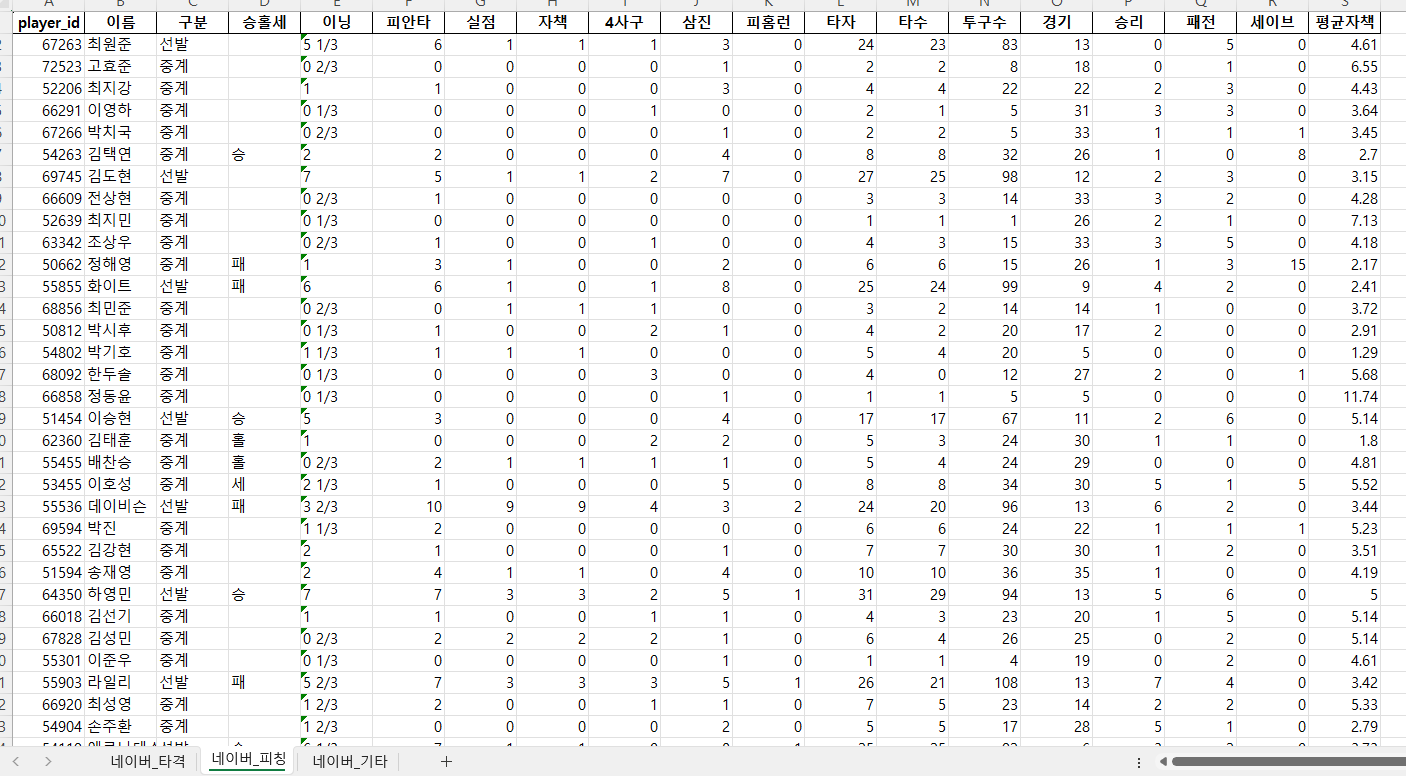 A B C D E F G H I J K L M N O P Q R S
player_id 이름 구분 승홀세 이닝 피안타 실점 자책 4사구 삼진 피홈런 타자 타수 투구수 경기 승리 패전 세이브 평균자책
67263 최원준 선발 5 1/3 6 1 1 1 3 0 24 23 83 13 0 5 0 4.61
72523 고효준 중계 0 2/3 0 0 0 0 1 0 2 2 8 18 0 1 0 6.55
52206 최지강 중계 1 1 0 0 0 3 0 4 4 22 22 2 3 0 4.43
66291 이영하 중계 0 1/3 0 0 0 1 0 0 2 1 5 31 3 3 0 3.64
67266 박치국 중계 0 2/3 0 0 0 0 1 0 2 2 5 33 1 1 1 3.45
54263 김택연 중계 승 2 2 0 0 0 4 0 8 8 32 26 1 0 8 2.7
69745 김도현 선발 7 5 1 1 2 7 0 27 25 98 12 2 3 0 3.15
66609 전상현 중계 0 2/3 1 0 0 0 0 0 3 3 14 33 3 2 0 4.28
52639 최지민 중계 0 1/3 0 0 0 0 0 0 1 1 1 26 2 1 0 7.13
63342 조상우 중계 0 2/3 1 0 0 1 0 0 4 3 15 33 3 5 0 4.18
50662 정해영 중계 패 1 3 1 0 0 2 0 6 6 15 26 1 3 15 2.17
55855 화이트 선발 패 6 6 1 0 1 8 0 25 24 99 9 4 2 0 2.41
68856 최민준 중계 0 2/3 0 1 1 1 0 0 3 2 14 14 1 0 0 3.72
50812 박시후 중계 0 1/3 1 0 0 2 1 0 4 2 20 17 2 0 0 2.91
54802 박기호 중계 1 1/3 1 1 1 0 0 0 5 4 20 5 0 0 0 1.29
68092 한두솔 중계 0 1/3 0 0 0 3 0 0 4 0 12 27 2 0 1 5.68
66858 정동윤 중계 0 1/3 0 0 0 0 1 0 1 1 5 5 0 0 0 11.74
51454 이승현 선발 승 5 3 0 0 0 4 0 17 17 67 11 2 6 0 5.14
62360 김태훈 중계 홀 1 0 0 0 2 2 0 5 3 24 30 1 1 0 1.8
55455 배찬승 중계 홀 0 2/3 2 1 1 1 1 0 5 4 24 29 0 0 0 4.81
53455 이호성 중계 세 2 1/3 1 0 0 0 5 0 8 8 34 30 5 1 5 5.52
55536 데이비슨 선발 패 3 2/3 10 9 9 4 3 2 24 20 96 13 6 2 0 3.44
69594 박진 중계 1 1/3 2 0 0 0 0 0 6 6 24 22 1 1 1 5.23
65522 김강현 중계 2 1 0 0 0 1 0 7 7 30 30 1 2 0 3.51
51594 송재영 중계 2 4 1 1 0 4 0 10 10 36 35 1 0 0 4.19
64350 하영민 선발 승 7 7 3 3 2 5 1 31 29 94 13 5 6 0 5
66018 김선기 중계 1 1 0 0 1 1 0 4 3 23 20 1 5 0 5.14
67828 김성민 중계 0 2/3 2 2 2 2 1 0 6 4 26 25 0 2 0 5.14
55301 이준우 중계 0 1/3 0 0 0 0 1 0 1 1 4 19 0 2 0 4.61
55903 라일리 선발 패 5 2/3 7 3 3 3 5 1 26 21 108 13 7 4 0 3.42
66920 최성영 중계 1 2/3 2 0 0 1 1 0 7 5 23 14 2 2 0 5.33
54904 손주환 중계 1 2/3 0 0 0 0 2 0 5 5 17 28 5 1 0 2.79
네이버_타격 네이버_피칭 네이버_기타 +